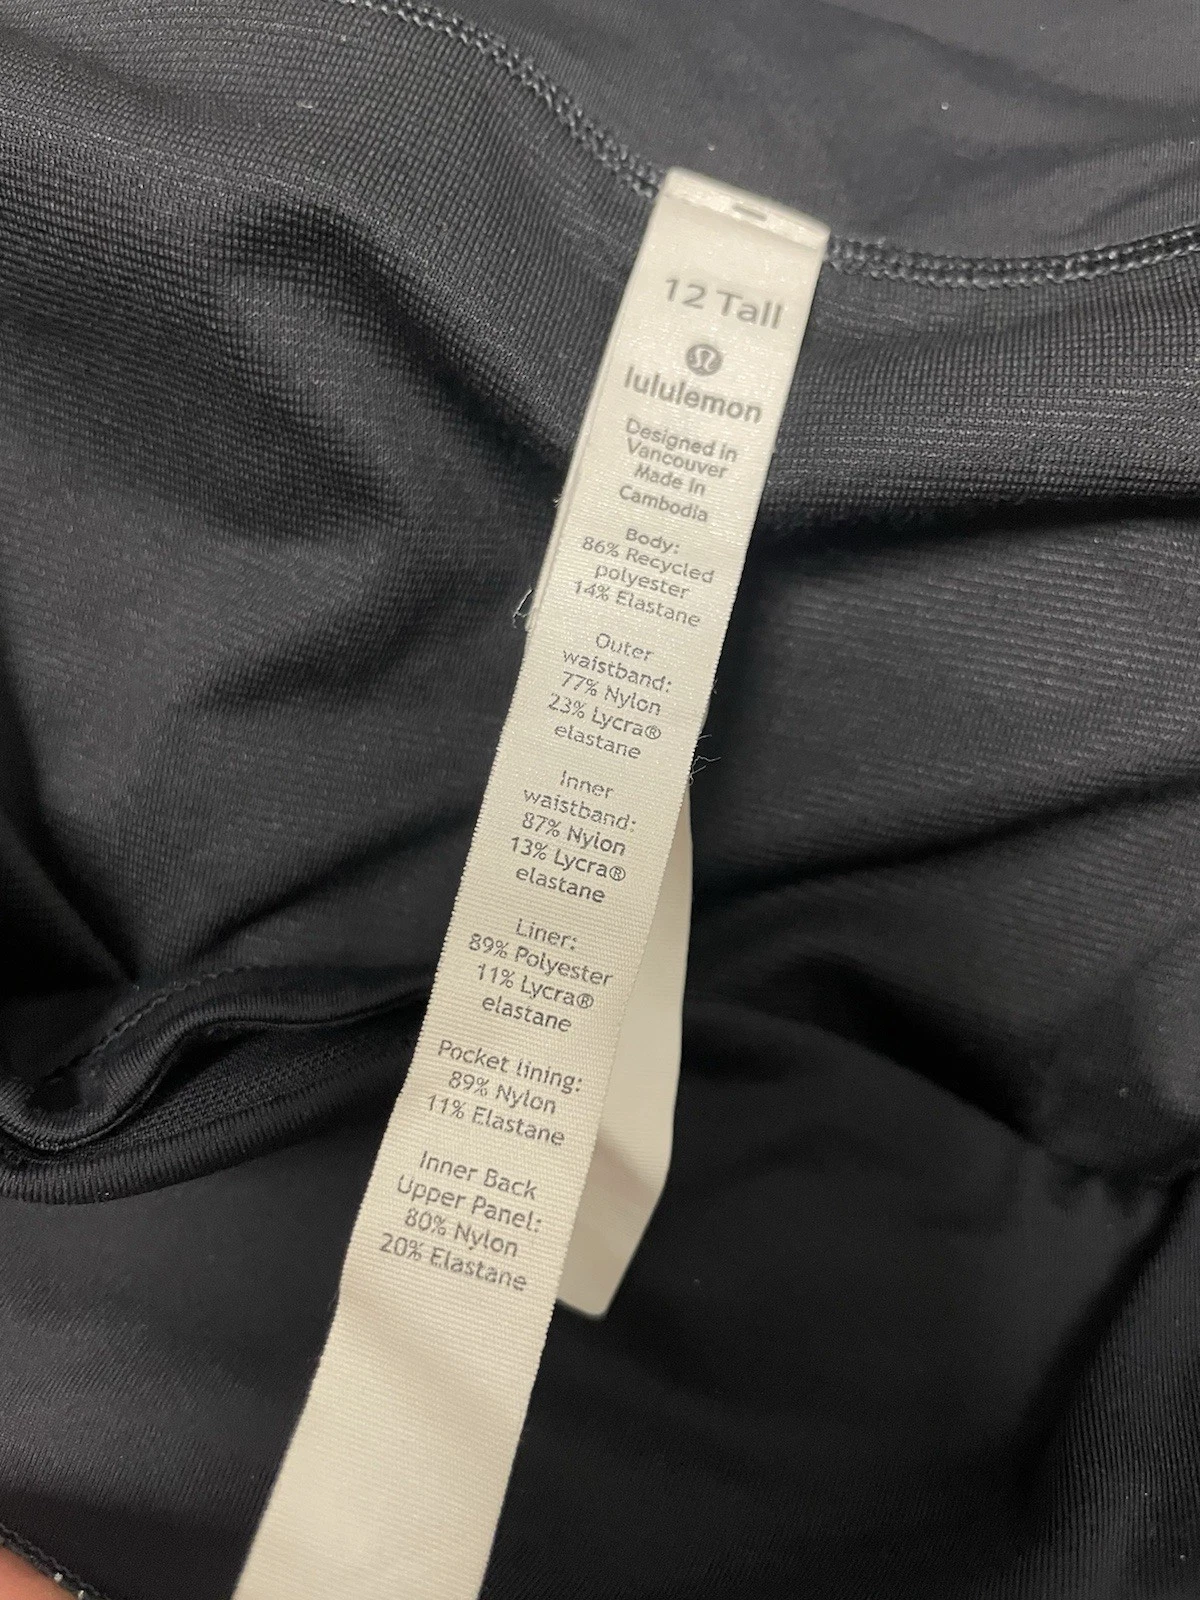 12 Tall
lululemon
Designed in
Vancouver
Made in
Cambodia
Body:
86% Recycled
polyester
14% Elastane
Outer
waistband:
77% Nylon
23% Lycra®
elastane
Inner
waistband:
87% Nylon
13% Lycra®
elastane
Liner:
89% Polyester
11% Lycra®
elastane
Pocket lining:
89% Nylon
11% Elastane
Inner Back
Upper Panel:
80% Nylon
20% Elastane